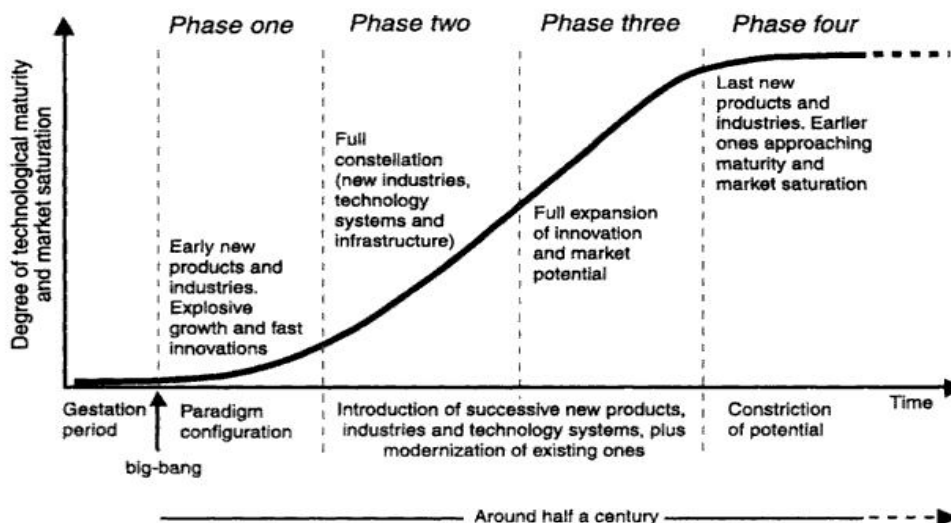 Phase one
Phase two
Phase three
Phase four
Degree of technological maturity
and market saturation
Early new
products and
industries.
Explosive
growth and fast
innovations
Full
constellation
(new industries,
technology
systems and
infrastructure)
Full expansion
of innovation
and market
potential
Last new
products and
industries. Earlier
ones approaching
maturity and
market saturation
Gestation
period
big-bang
Paradigm
configuration
Introduction of successive new products,
industries and technology systems, plus
modernization of existing ones
Constriction
of potential
Time
Around half a century